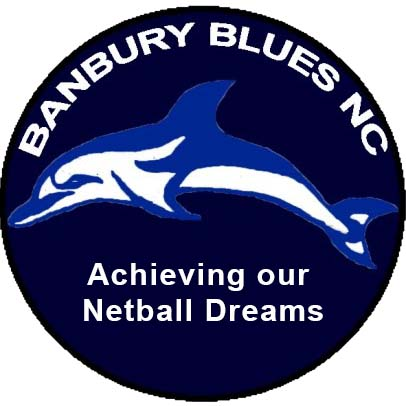 BANBURY BLUES NC
Achieving our
Netball Dreams